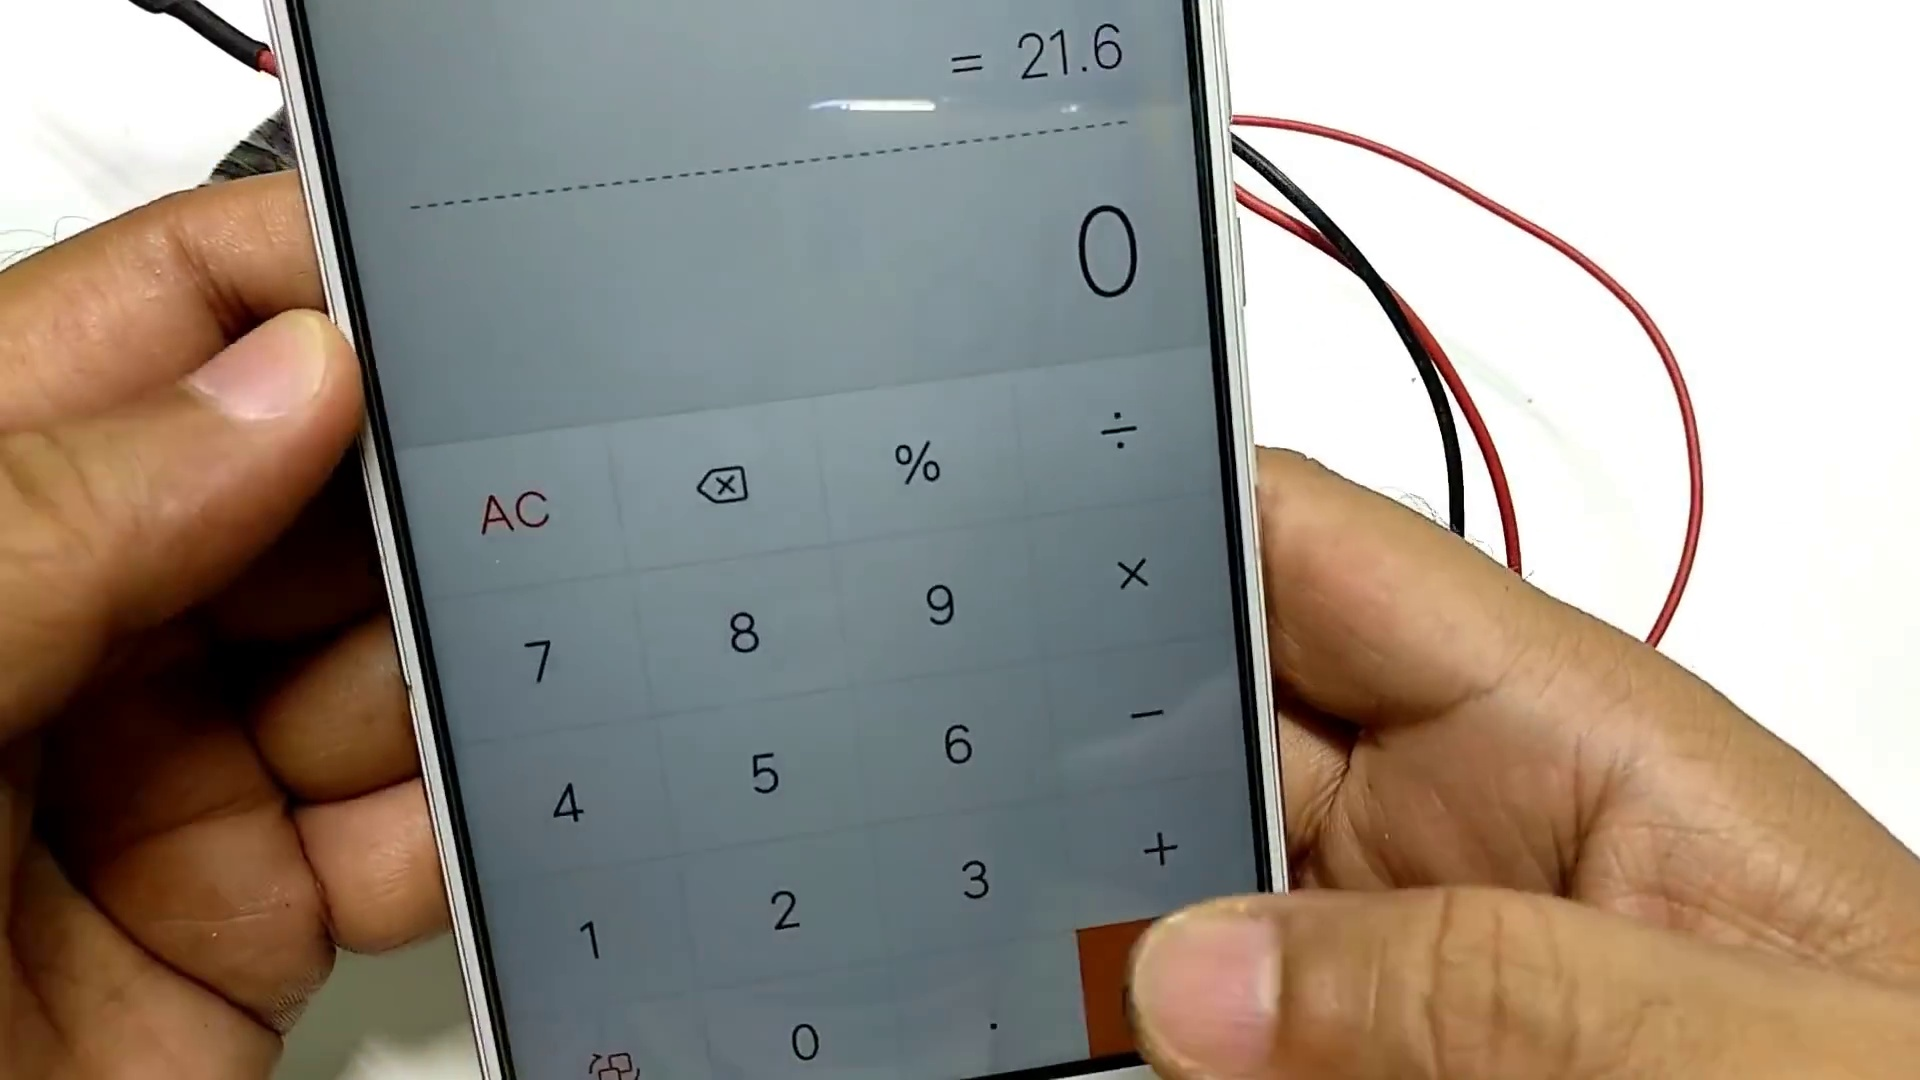 = 21.6
0
AC % ÷
7 8 9 ×
4 5 6 −
1 2 3 +
0 .